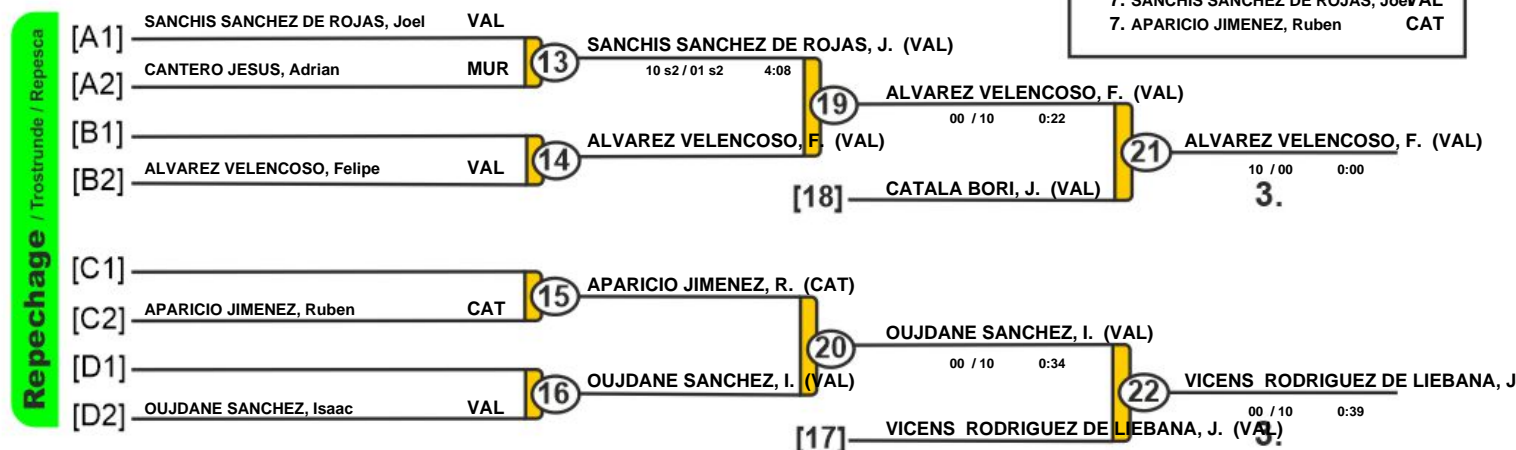 7. SANCHIS SANCHEZ DE ROJAS, Joel VAL
7. APARICIO JIMENEZ, Ruben CAT
Repechage / Trostrunde / Repesca
[A1] SANCHIS SANCHEZ DE ROJAS, Joel VAL
[A2] CANTERO JESUS, Adrian MUR
13 SANCHIS SANCHEZ DE ROJAS, J. (VAL)
10 s2 / 01 s2 4:08
[B1]
[B2] ALVAREZ VELENCOSO, Felipe VAL
14 ALVAREZ VELENCOSO, F. (VAL)
19 ALVAREZ VELENCOSO, F. (VAL)
00 / 10 0:22
[18] CATALA BORI, J. (VAL)
21 ALVAREZ VELENCOSO, F. (VAL)
10 / 00 0:00
3.
[C1]
[C2] APARICIO JIMENEZ, Ruben CAT
15 APARICIO JIMENEZ, R. (CAT)
[D1]
[D2] OUJDANE SANCHEZ, Isaac VAL
16 OUJDANE SANCHEZ, I. (VAL)
20 OUJDANE SANCHEZ, I. (VAL)
00 / 10 0:34
[17] VICENS RODRIGUEZ DE LIEBANA, J. (VAL)
22 VICENS RODRIGUEZ DE LIEBANA, J
00 / 10 0:39
3.